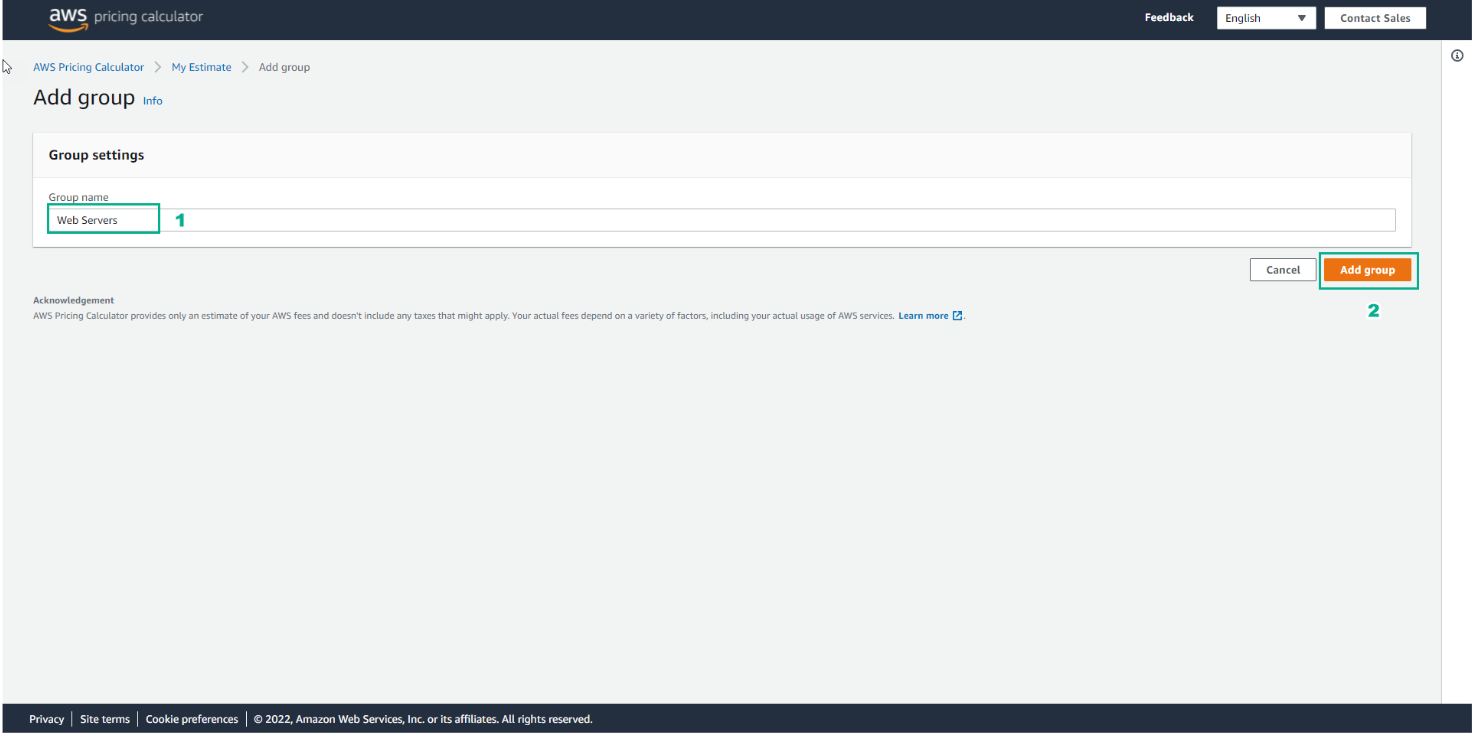 aws pricing calculator
Feedback
English
Contact Sales
AWS Pricing Calculator > My Estimate > Add group
Add group Info
Group settings
Group name
Web Servers 1
Cancel
Add group
2
Acknowledgement
AWS Pricing Calculator provides only an estimate of your AWS fees and doesn't include any taxes that might apply. Your actual fees depend on a variety of factors, including your actual usage of AWS services. Learn more .
Privacy | Site terms | Cookie preferences | © 2022, Amazon Web Services, Inc. or its affiliates. All rights reserved.